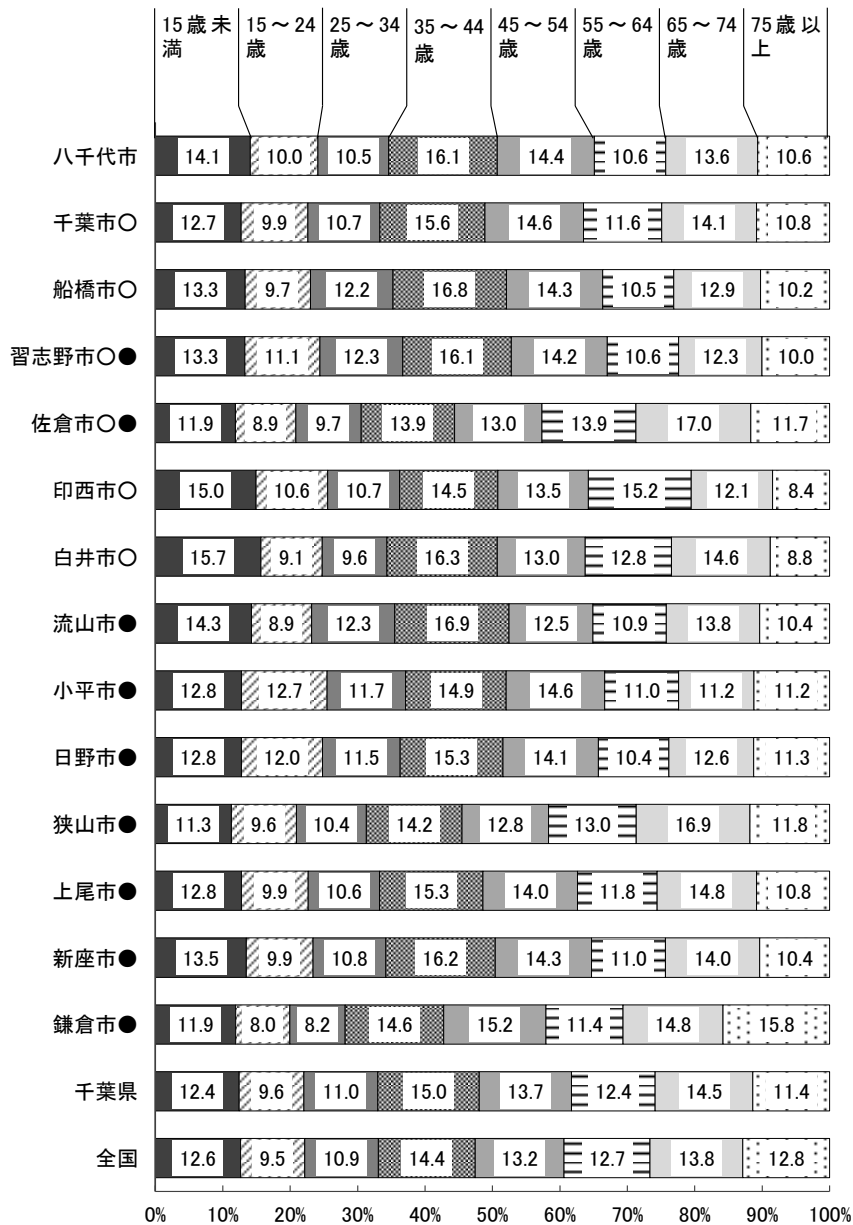 15歳未満 15～24歳 25～34歳 35～44歳 45～54歳 55～64歳 65～74歳 75歳以上
八千代市 14.1 10.0 10.5 16.1 14.4 10.6 13.6 10.6
千葉市○ 12.7 9.9 10.7 15.6 14.6 11.6 14.1 10.8
船橋市○ 13.3 9.7 12.2 16.8 14.3 10.5 12.9 10.2
習志野市○● 13.3 11.1 12.3 16.1 14.2 10.6 12.3 10.0
佐倉市○● 11.9 8.9 9.7 13.9 13.0 13.9 17.0 11.7
印西市○ 15.0 10.6 10.7 14.5 13.5 15.2 12.1 8.4
白井市○ 15.7 9.1 9.6 16.3 13.0 12.8 14.6 8.8
流山市● 14.3 8.9 12.3 16.9 12.5 10.9 13.8 10.4
小平市● 12.8 12.7 11.7 14.9 14.6 11.0 11.2 11.2
日野市● 12.8 12.0 11.5 15.3 14.1 10.4 12.6 11.3
狭山市● 11.3 9.6 10.4 14.2 12.8 13.0 16.9 11.8
上尾市● 12.8 9.9 10.6 15.3 14.0 11.8 14.8 10.8
新座市● 13.5 9.9 10.8 16.2 14.3 11.0 14.0 10.4
鎌倉市● 11.9 8.0 8.2 14.6 15.2 11.4 14.8 15.8
千葉県 12.4 9.6 11.0 15.0 13.7 12.4 14.5 11.4
全国 12.6 9.5 10.9 14.4 13.2 12.7 13.8 12.8
0% 10% 20% 30% 40% 50% 60% 70% 80% 90% 100%